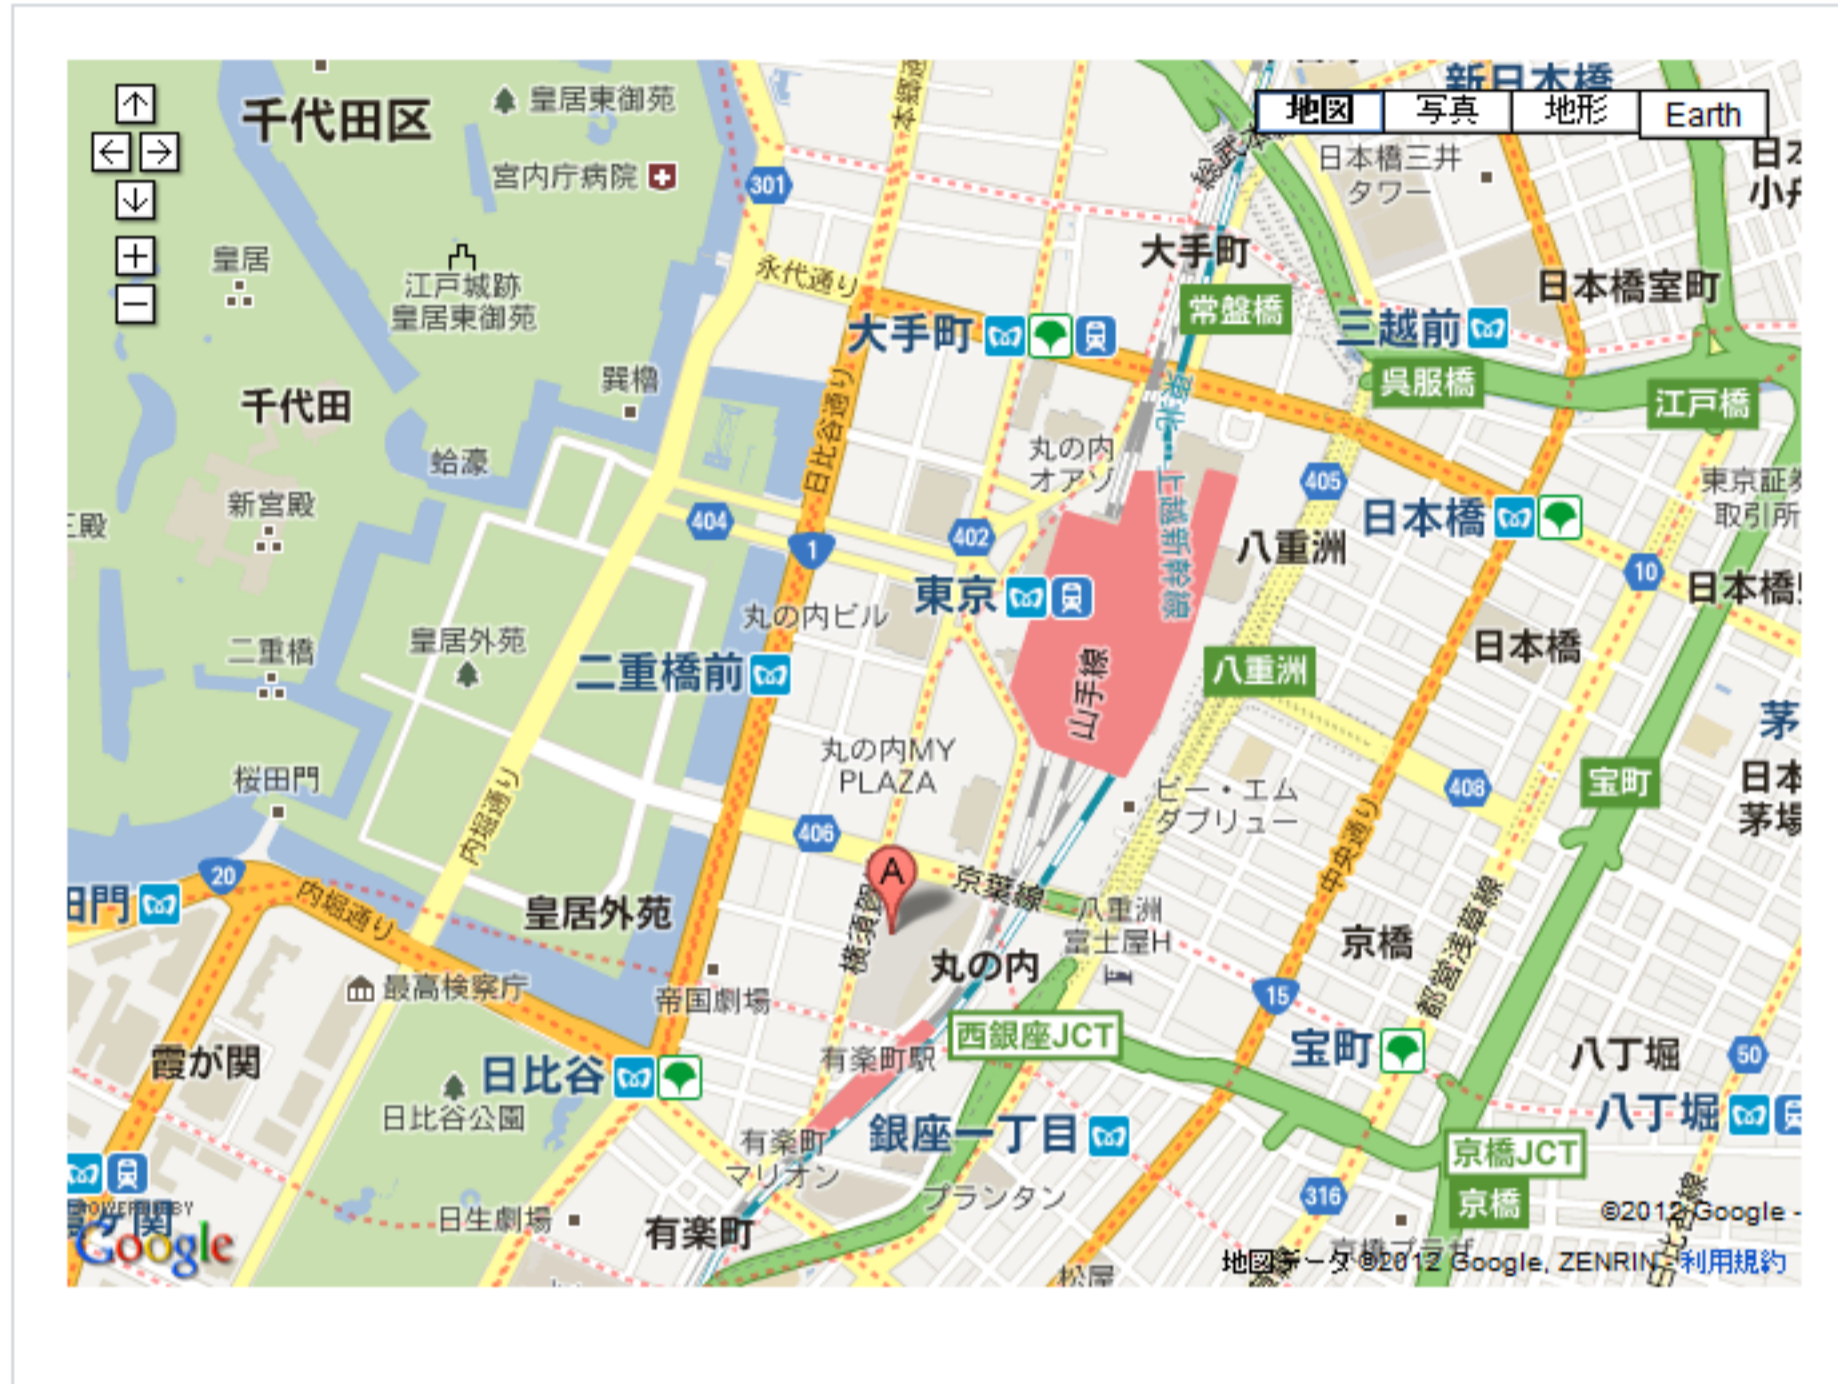 新日本橋
地図 写真 地形 Earth
千代田区
皇居東御苑
日本橋三井
タワー
宮内庁病院
301
大手町
皇居
江戸城跡
皇居東御苑
永代通り
常盤橋
日本橋室町
大手町
三越前
巽櫓
千代田
呉服橋
江戸橋
日比谷通り
丸の内
オアゾ
蛤濠
新宮殿
404
402
405
東京証券
取引所
日本橋
1
八重洲
上越新幹線
東京
10
丸の内ビル
皇居外苑
二重橋
二重橋前
日本橋
八重洲
山手線
丸の内MY
PLAZA
桜田門
内堀通り
ビー・エム
ダブリュー
408
宝町
406
中央通り
20
A
京葉線
内堀通り
皇居外苑
八重洲
富士屋H
丸の内
京橋
都営浅草線
最高検察庁
帝国劇場
15
西銀座JCT
有楽町駅
宝町
八丁堀
50
霞が関
日比谷
日比谷公園
銀座一丁目
八丁堀
有楽町
マリオン
プランタン
京橋JCT
京橋
316
日生劇場
有楽町
POWERED BY
Google
©2012 Google -
京橋プラザ
地図データ ©2012 Google, ZENRIN - 利用規約
松屋